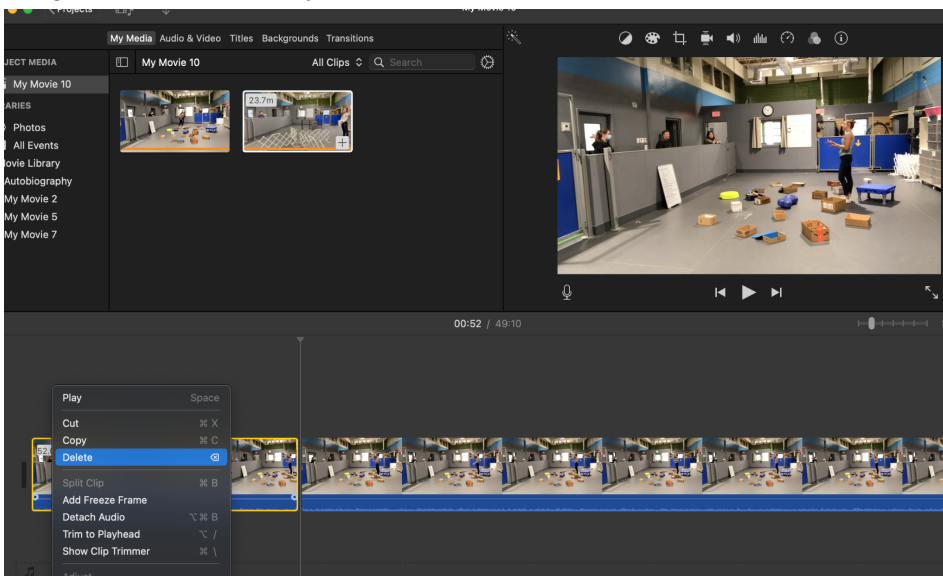 Projects
My Media Audio & Video Titles Backgrounds Transitions
JECT MEDIA
My Movie 10
All Clips
Search
My Movie 10
ARIES
Photos
All Events
ovie Library
Autobiography
My Movie 2
My Movie 5
My Movie 7
23.7m
00:52 / 49:10
Play Space
Cut ⌘ X
Copy ⌘ C
Delete ⌫
Split Clip ⌘ B
Add Freeze Frame
Detach Audio ⌥ ⌘ B
Trim to Playhead ⌥ /
Show Clip Trimmer ⌘ \